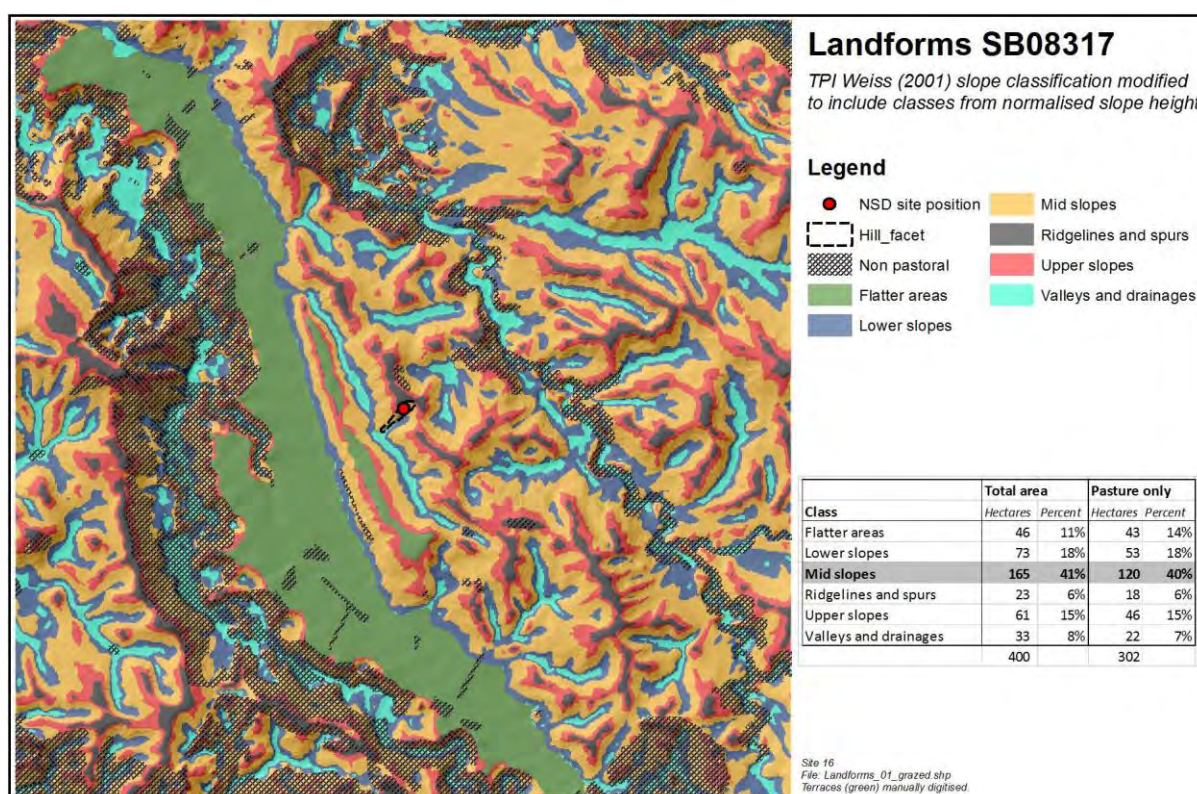 Landforms SB08317
TPI Weiss (2001) slope classification modified
to include classes from normalised slope height
Legend
NSD site position
Hill_facet
Non pastoral
Flatter areas
Lower slopes
Mid slopes
Ridgelines and spurs
Upper slopes
Valleys and drainages
Total area Pasture only
Class Hectares Percent Hectares Percent
Flatter areas 46 11% 43 14%
Lower slopes 73 18% 53 18%
Mid slopes 165 41% 120 40%
Ridgelines and spurs 23 6% 18 6%
Upper slopes 61 15% 46 15%
Valleys and drainages 33 8% 22 7%
400 302
Site 16
File: Landforms_01_grazed.shp
Terraces (green) manually digitised.